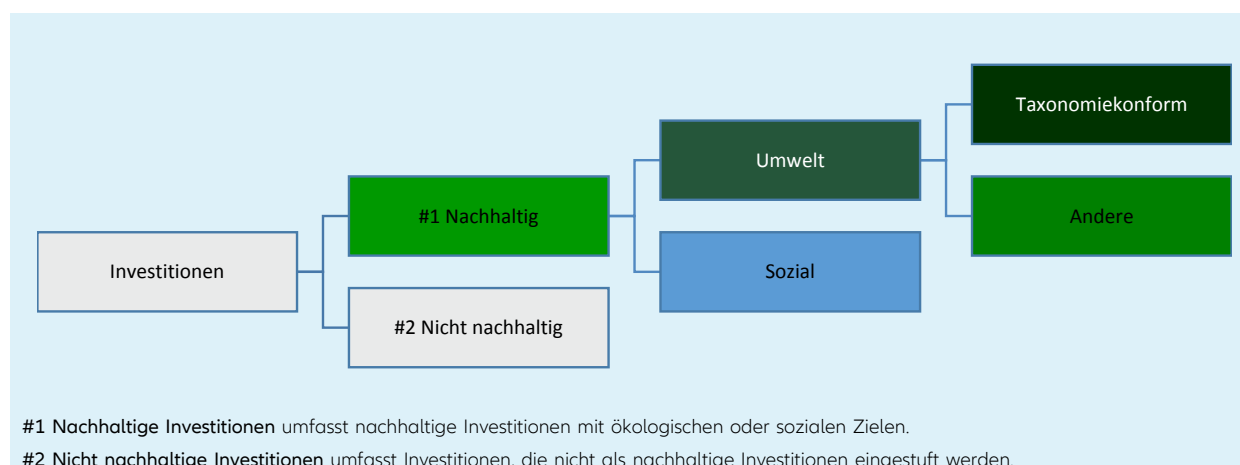 Taxonomiekonform
Umwelt
#1 Nachhaltig
Andere
Investitionen
Sozial
#2 Nicht nachhaltig
#1 Nachhaltige Investitionen umfasst nachhaltige Investitionen mit ökologischen oder sozialen Zielen.
#2 Nicht nachhaltige Investitionen umfasst Investitionen, die nicht als nachhaltige Investitionen eingestuft werden.